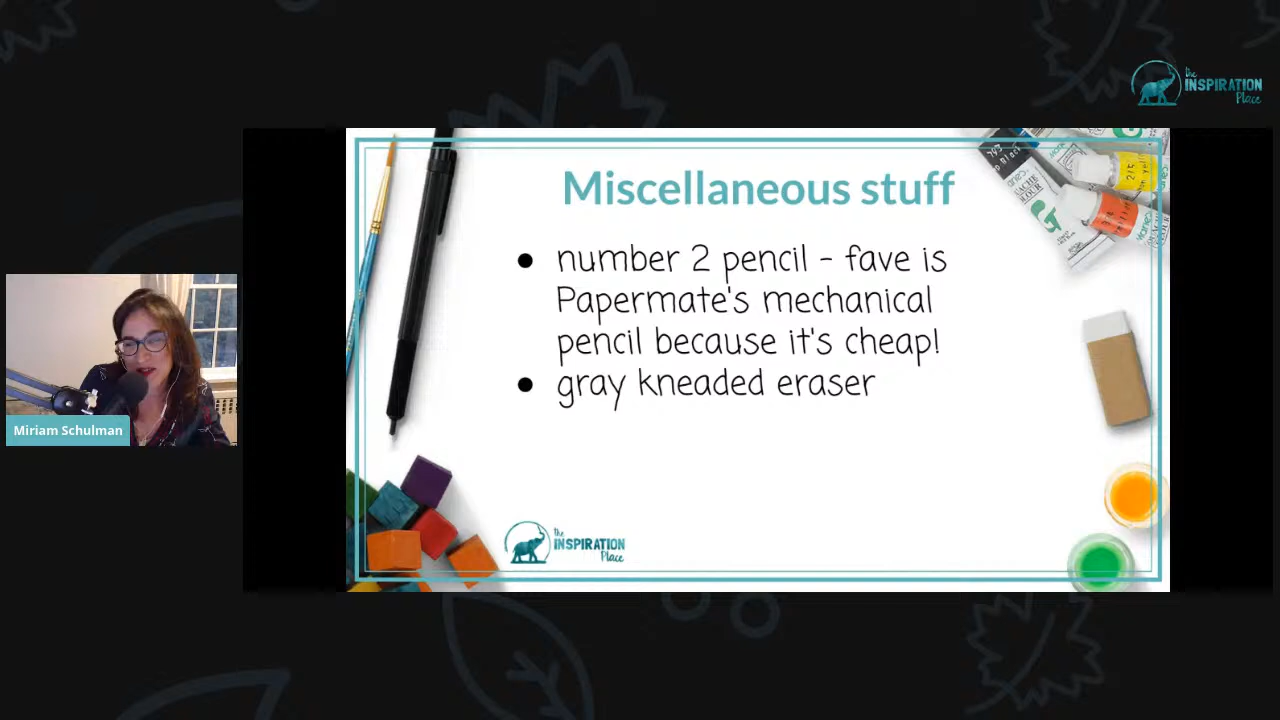 the
INSPIRATION
Place
Miscellaneous stuff
● number 2 pencil - fave is
Papermate's mechanical
pencil because it's cheap!
● gray kneaded eraser
Miriam Schulman
the
INSPIRATION
Place
G
215